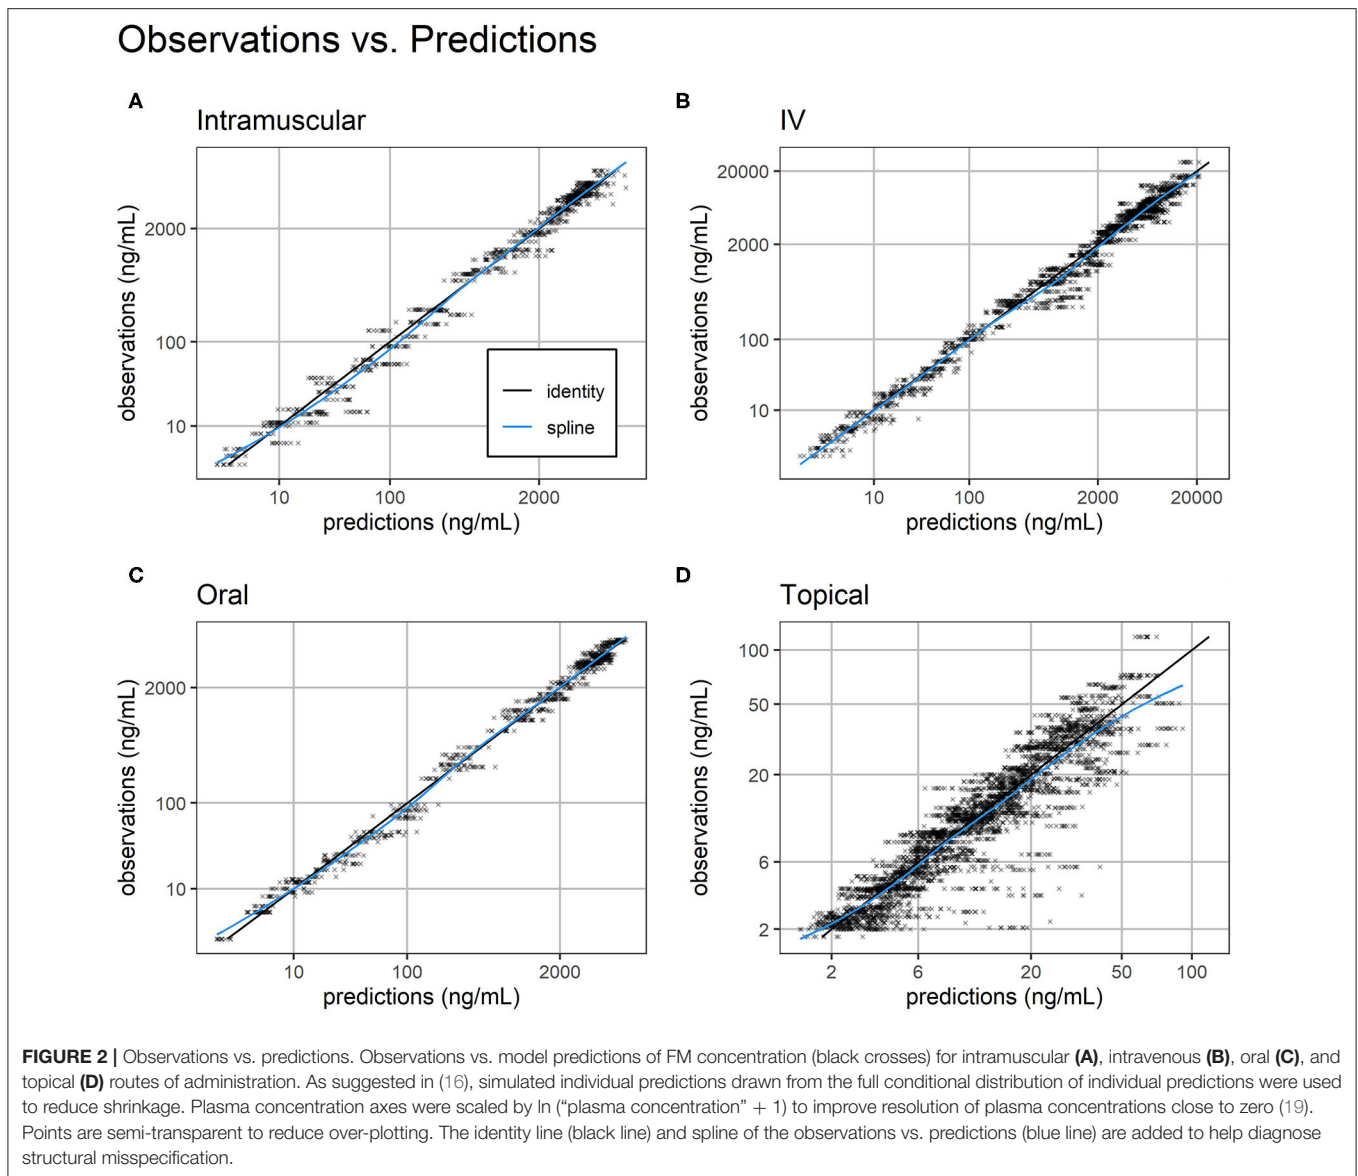 Observations vs. Predictions
A
Intramuscular
observations (ng/mL)
2000
100
10
identity
spline
10 100 2000
predictions (ng/mL)
B
IV
observations (ng/mL)
20000
2000
100
10
10 100 2000 20000
predictions (ng/mL)
C
Oral
observations (ng/mL)
2000
100
10
10 100 2000
predictions (ng/mL)
D
Topical
observations (ng/mL)
100
50
20
6
2
2 6 20 50 100
predictions (ng/mL)
FIGURE 2 | Observations vs. predictions. Observations vs. model predictions of FM concentration (black crosses) for intramuscular (A), intravenous (B), oral (C), and
topical (D) routes of administration. As suggested in (16), simulated individual predictions drawn from the full conditional distribution of individual predictions were used
to reduce shrinkage. Plasma concentration axes were scaled by ln (“plasma concentration” + 1) to improve resolution of plasma concentrations close to zero (19).
Points are semi-transparent to reduce over-plotting. The identity line (black line) and spline of the observations vs. predictions (blue line) are added to help diagnose
structural misspecification.